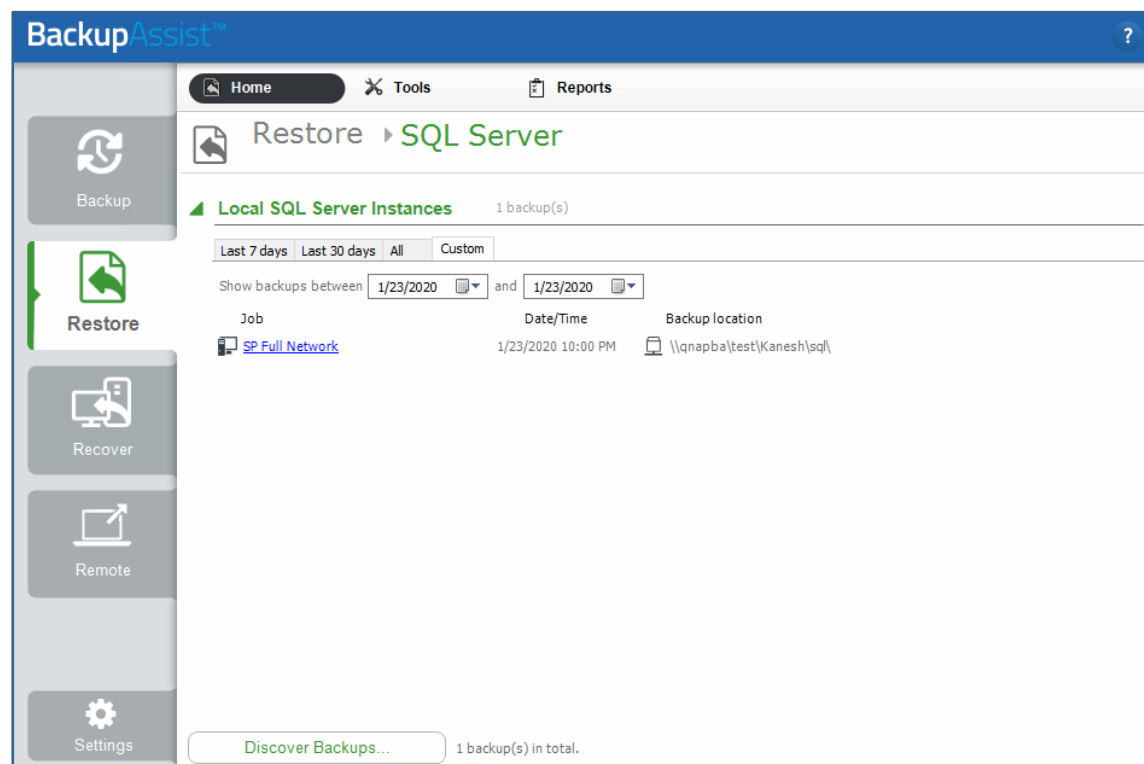 BackupAssist™
?
Home Tools Reports
Restore SQL Server
Backup
Local SQL Server Instances 1 backup(s)
Last 7 days Last 30 days All Custom
Show backups between 1/23/2020 and 1/23/2020
Job Date/Time Backup location
SP Full Network 1/23/2020 10:00 PM \\qnapba\test\Kanesh\sql\
Restore
Recover
Remote
Settings
Discover Backups... 1 backup(s) in total.